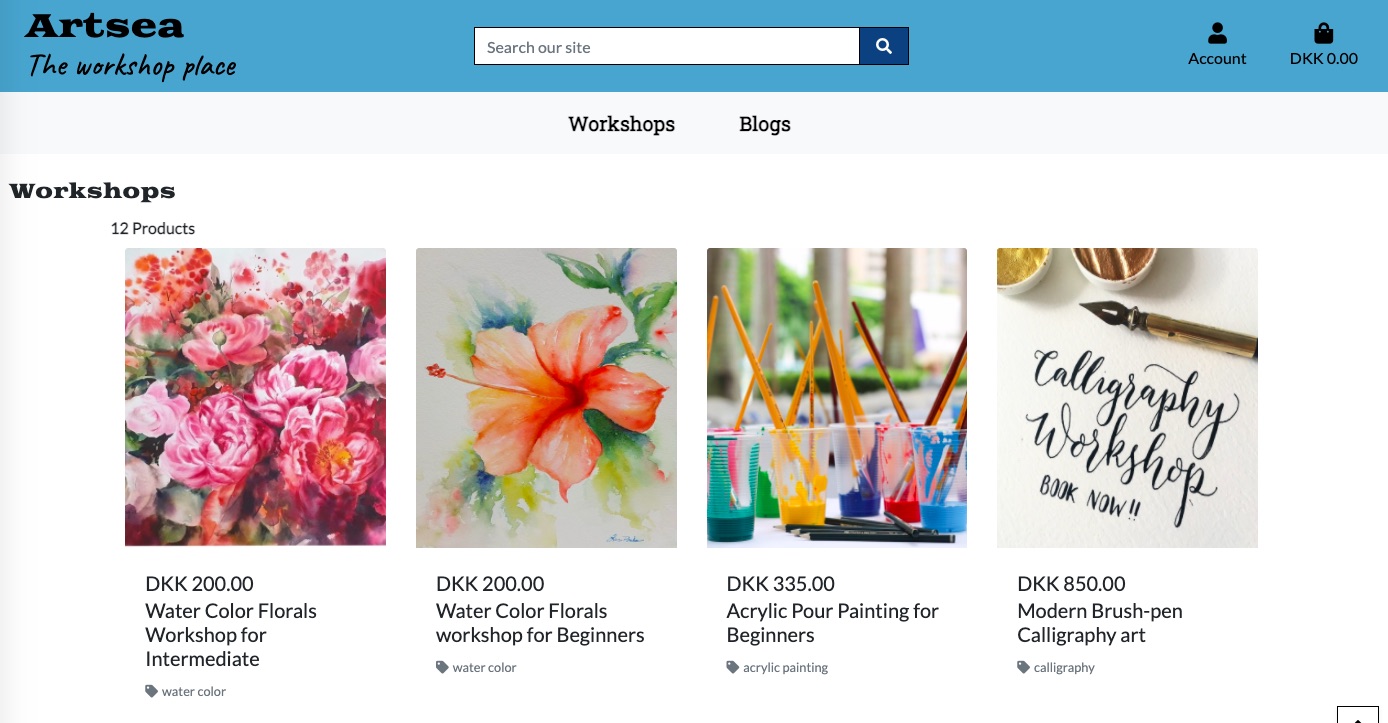 Artsea
The workshop place
Search our site
Account
DKK 0.00
Workshops
Blogs
Workshops
12 Products
Calligraphy
Workshop
BOOK NOW!!
DKK 200.00
Water Color Florals
Workshop for
Intermediate
water color
DKK 200.00
Water Color Florals
workshop for Beginners
water color
DKK 335.00
Acrylic Pour Painting for
Beginners
acrylic painting
DKK 850.00
Modern Brush-pen
Calligraphy art
calligraphy